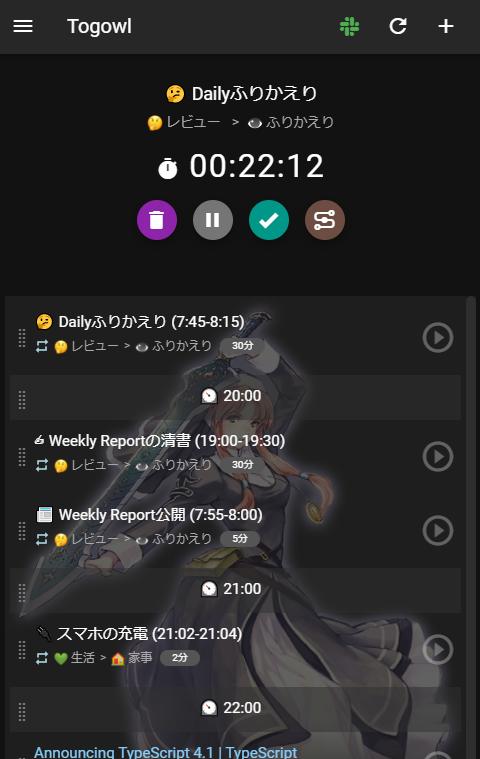 Togowl
Dailyふりかえり
レビュー > ふりかえり
00:22:12
Dailyふりかえり (7:45-8:15)
レビュー > ふりかえり 30分
20:00
Weekly Reportの清書 (19:00-19:30)
レビュー > ふりかえり 30分
Weekly Report公開 (7:55-8:00)
レビュー > ふりかえり 5分
21:00
スマホの充電 (21:02-21:04)
生活 > 家事 2分
22:00
Announcing TypeScript 4.1 | TypeScript